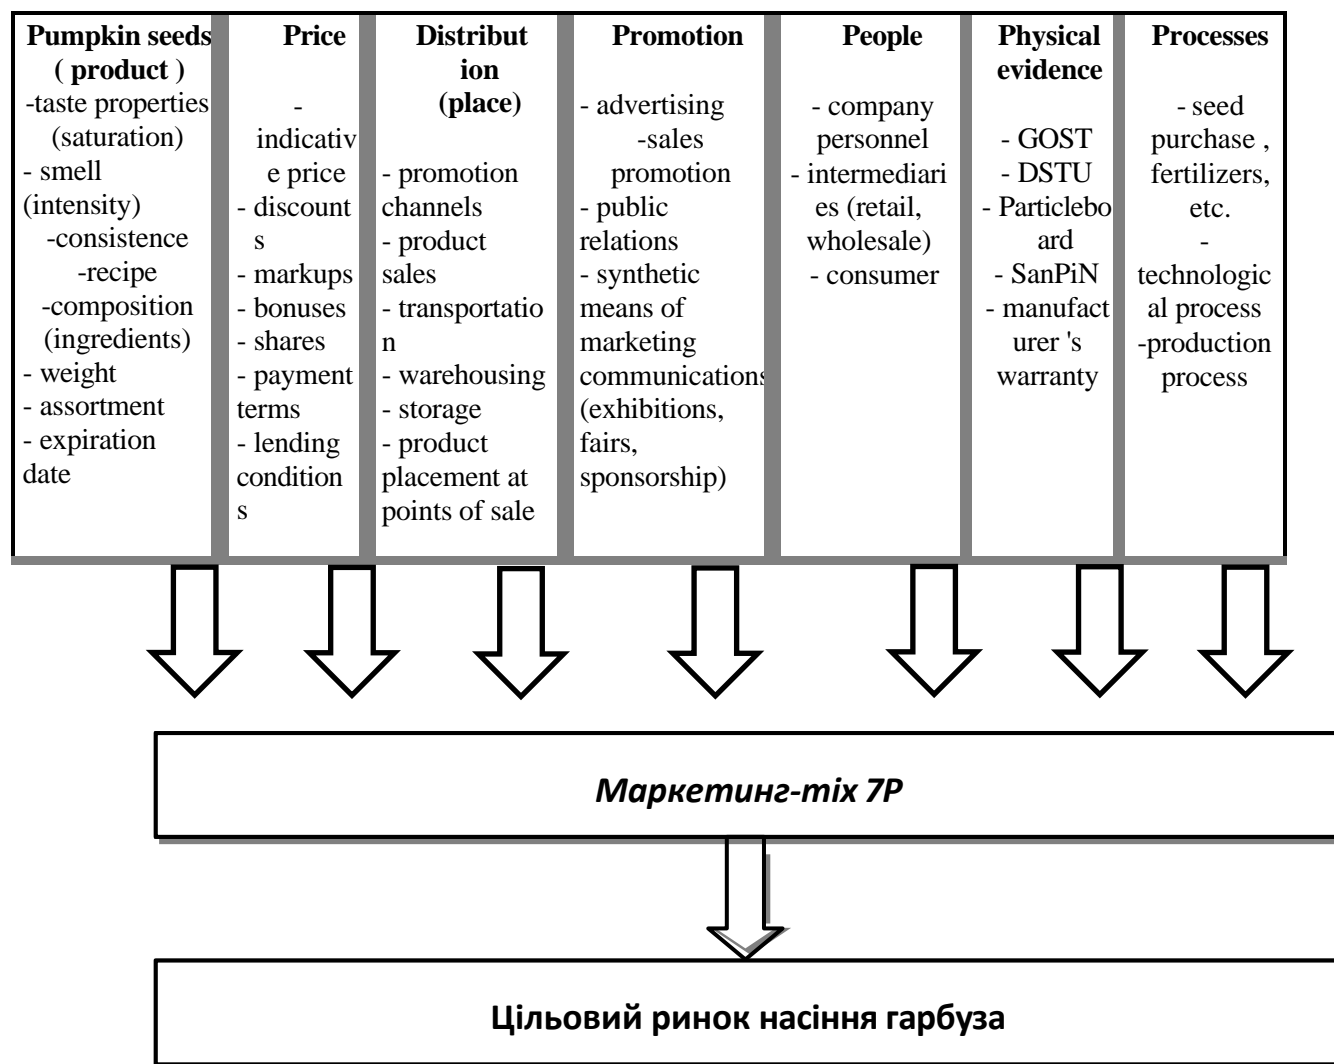 Pumpkin seeds
( product )
-taste properties
(saturation)
- smell
(intensity)
-consistence
-recipe
-composition
(ingredients)
- weight
- assortment
- expiration
date
Price
-
indicativ
e price
- discount
s
- markups
- bonuses
- shares
- payment
terms
- lending
condition
s
Distribut
ion
(place)
- promotion
channels
- product
sales
- transportatio
n
- warehousing
- storage
- product
placement at
points of sale
Promotion
- advertising
-sales
promotion
- public
relations
- synthetic
means of
marketing
communications
(exhibitions,
fairs,
sponsorship)
People
- company
personnel
- intermediari
es (retail,
wholesale)
- consumer
Physical
evidence
- GOST
- DSTU
- Particlebo
ard
- SanPiN
- manufact
urer 's
warranty
Processes
- seed
purchase ,
fertilizers,
etc.
-
technologic
al process
-production
process
Маркетинг-mix 7P
Цільовий ринок насіння гарбуза